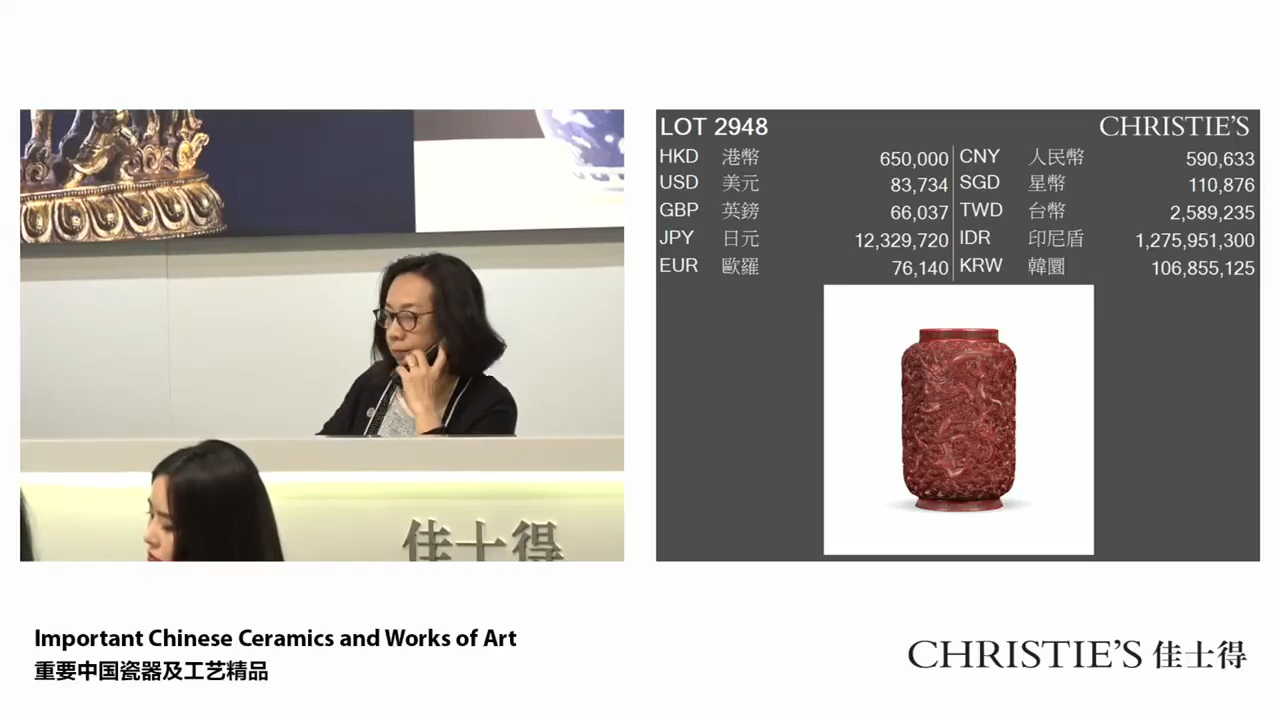 LOT 2948
CHRISTIE'S
HKD 港幣 650,000 CNY 人民幣 590,633
USD 美元 83,734 SGD 星幣 110,876
GBP 英鎊 66,037 TWD 台幣 2,589,235
JPY 日元 12,329,720 IDR 印尼盾 1,275,951,300
EUR 歐羅 76,140 KRW 韓圜 106,855,125
佳士得
Important Chinese Ceramics and Works of Art
重要中国瓷器及工艺精品
CHRISTIE'S 佳士得